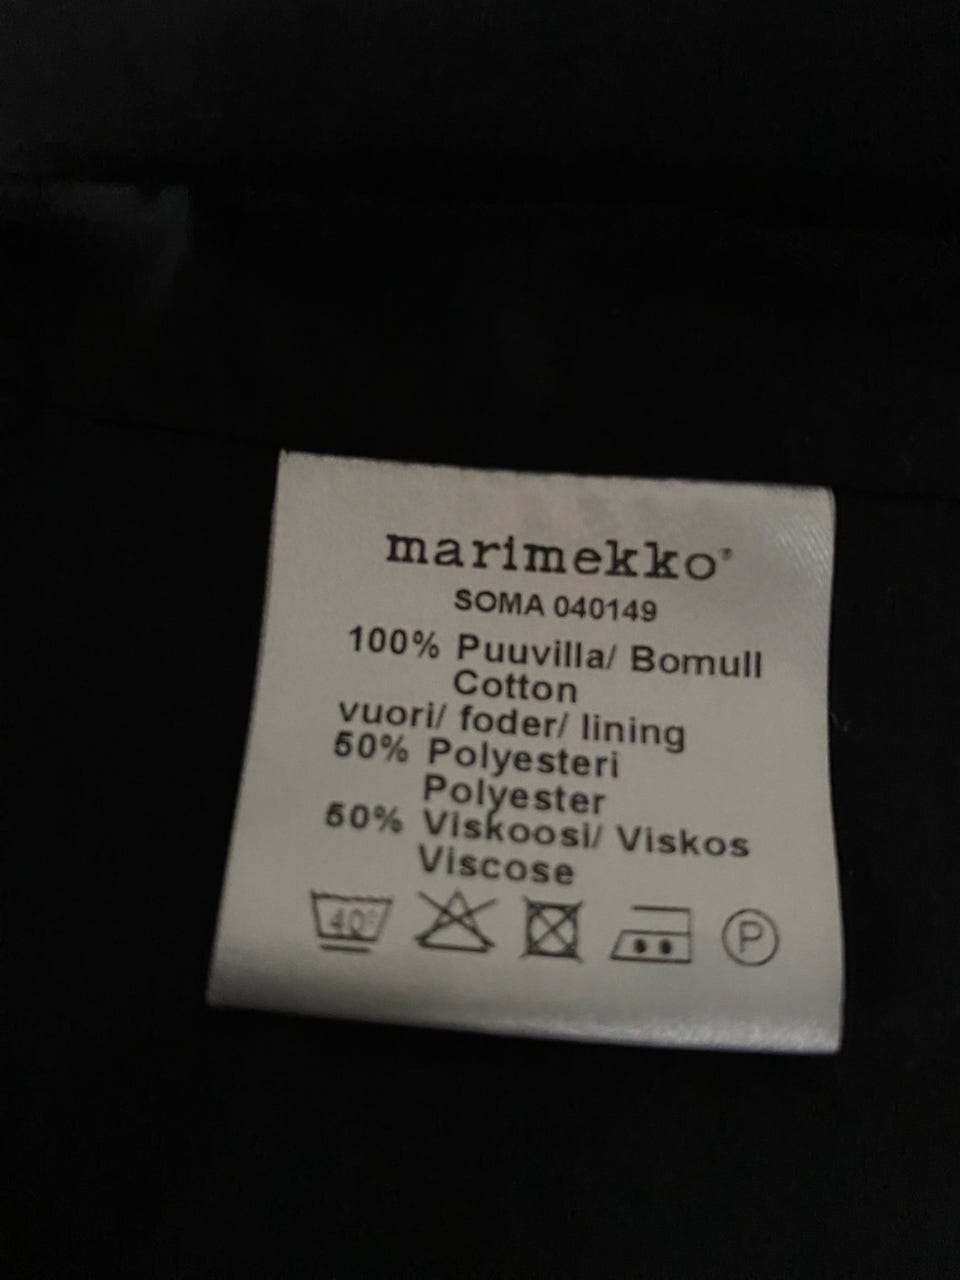 marimekko®
SOMA 040149
100% Puuvilla/ Bomull
Cotton
vuori/ foder/ lining
50% Polyesteri
Polyester
50% Viskoosi/ Viskos
Viscose
40° P